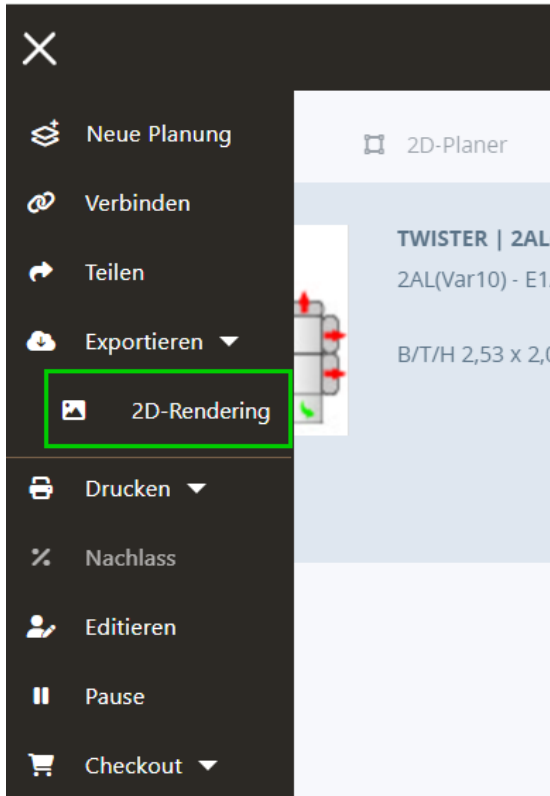 Neue Planung
2D-Planer
Verbinden
TWISTER | 2AL
Teilen
2AL(Var10) - E1
Exportieren
B/T/H 2,53 x 2,0
2D-Rendering
Drucken
Nachlass
Editieren
Pause
Checkout